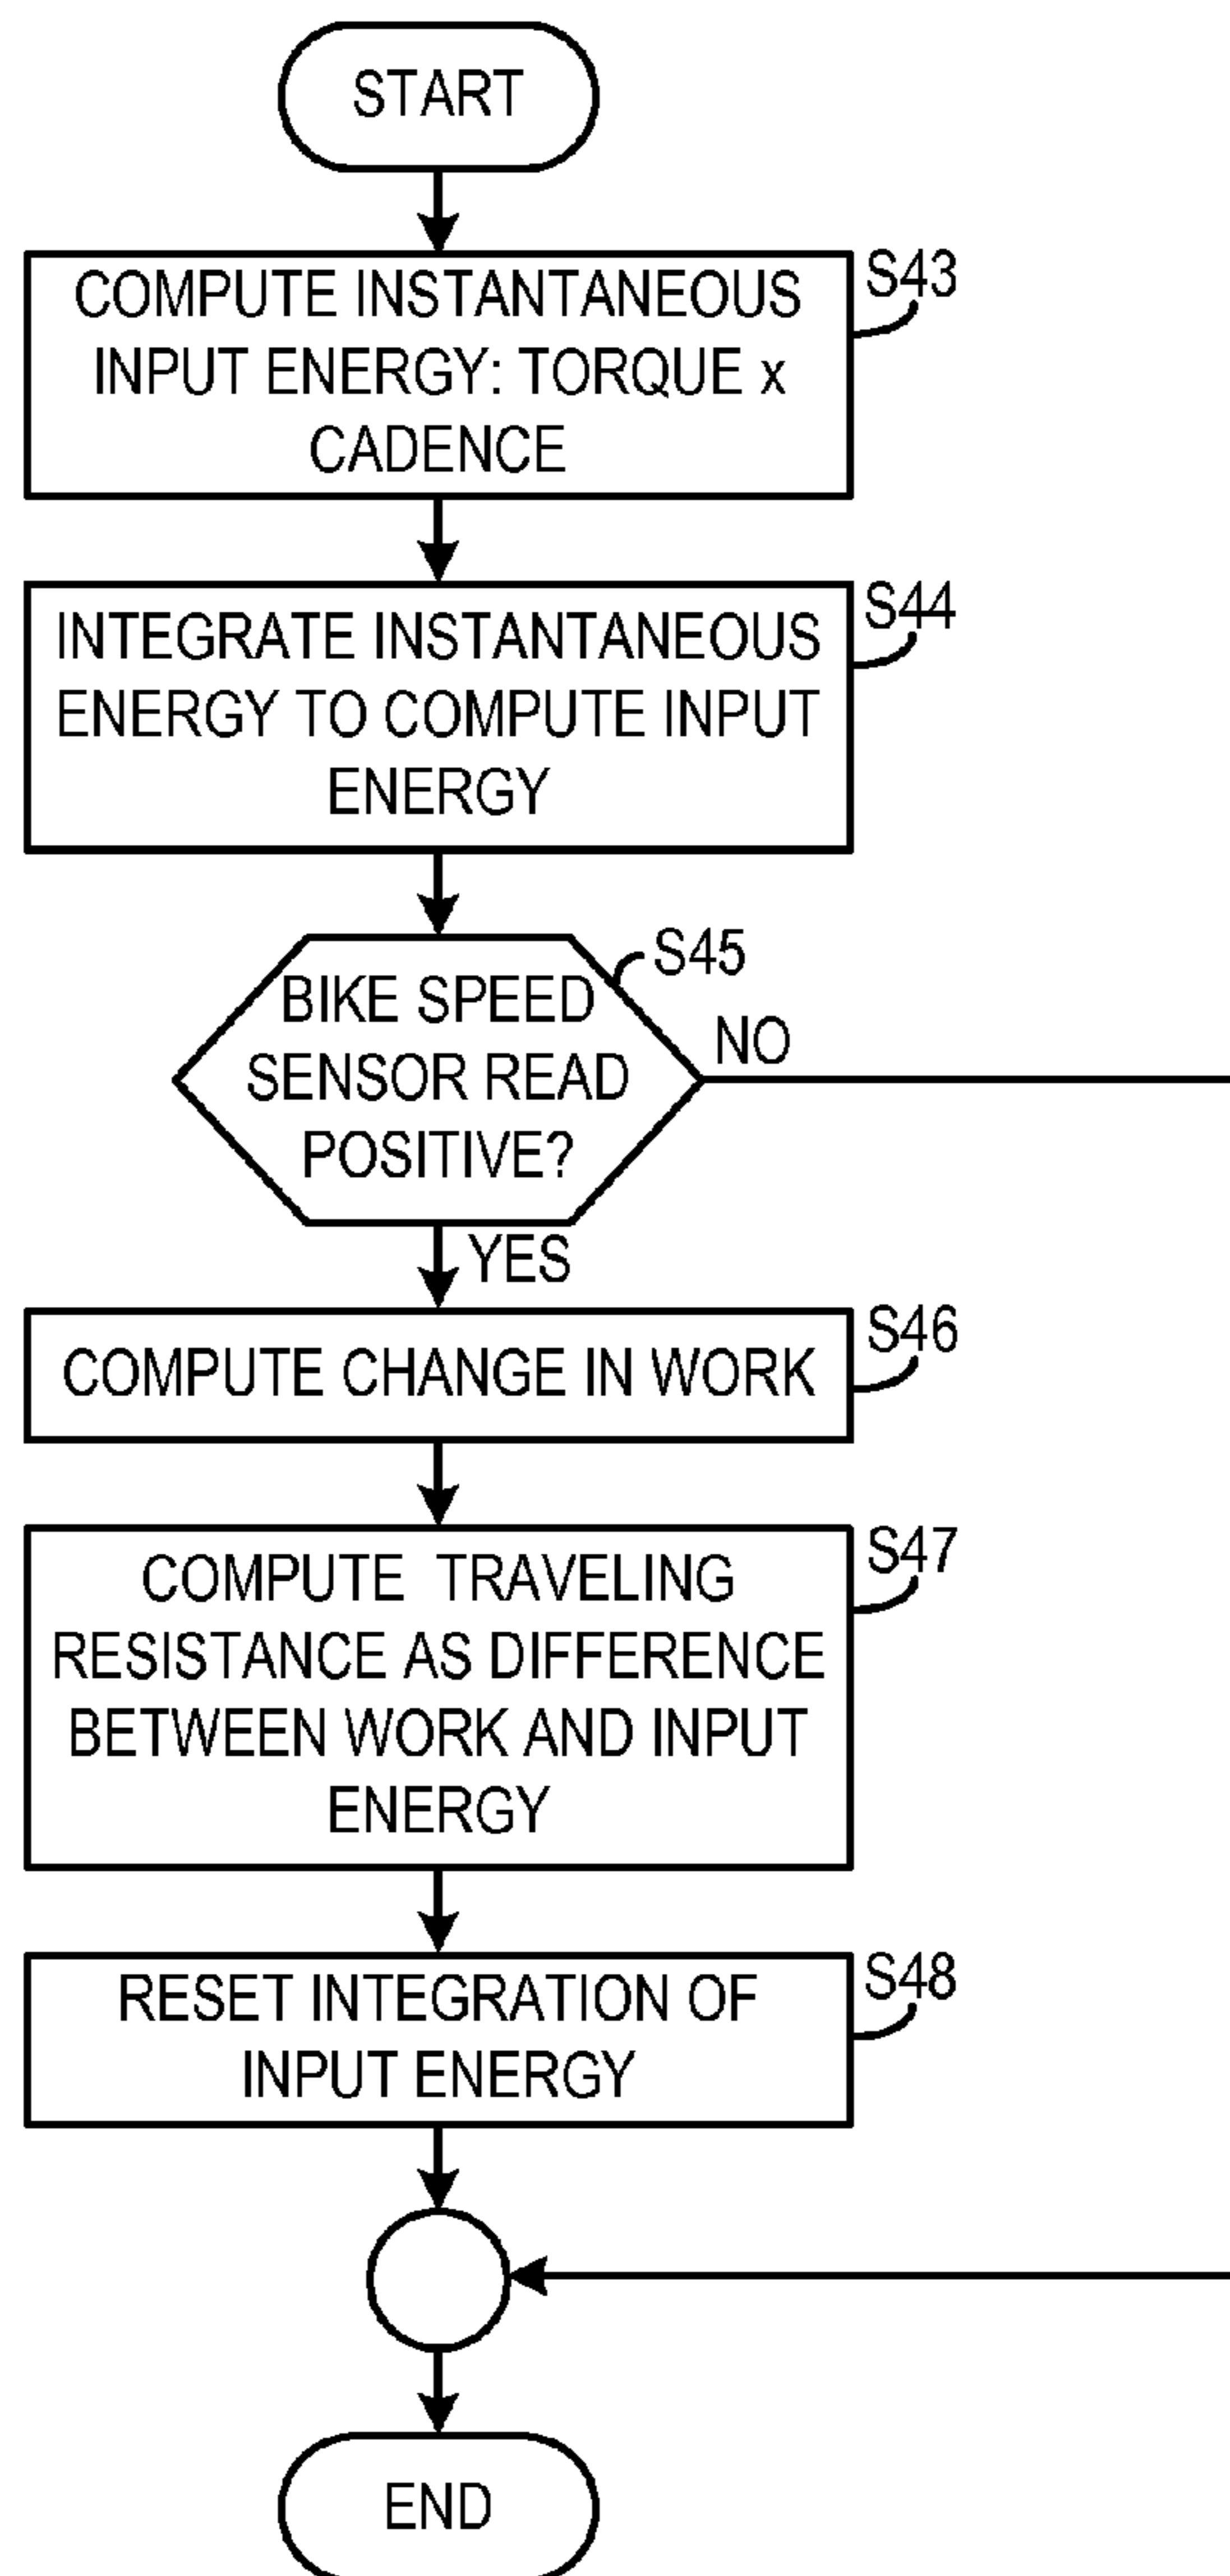 START
COMPUTE INSTANTANEOUS
INPUT ENERGY: TORQUE x
CADENCE
S43
INTEGRATE INSTANTANEOUS
ENERGY TO COMPUTE INPUT
ENERGY
S44
BIKE SPEED
SENSOR READ
POSITIVE?
S45
NO
YES
COMPUTE CHANGE IN WORK
S46
COMPUTE TRAVELING
RESISTANCE AS DIFFERENCE
BETWEEN WORK AND INPUT
ENERGY
S47
RESET INTEGRATION OF
INPUT ENERGY
S48
END